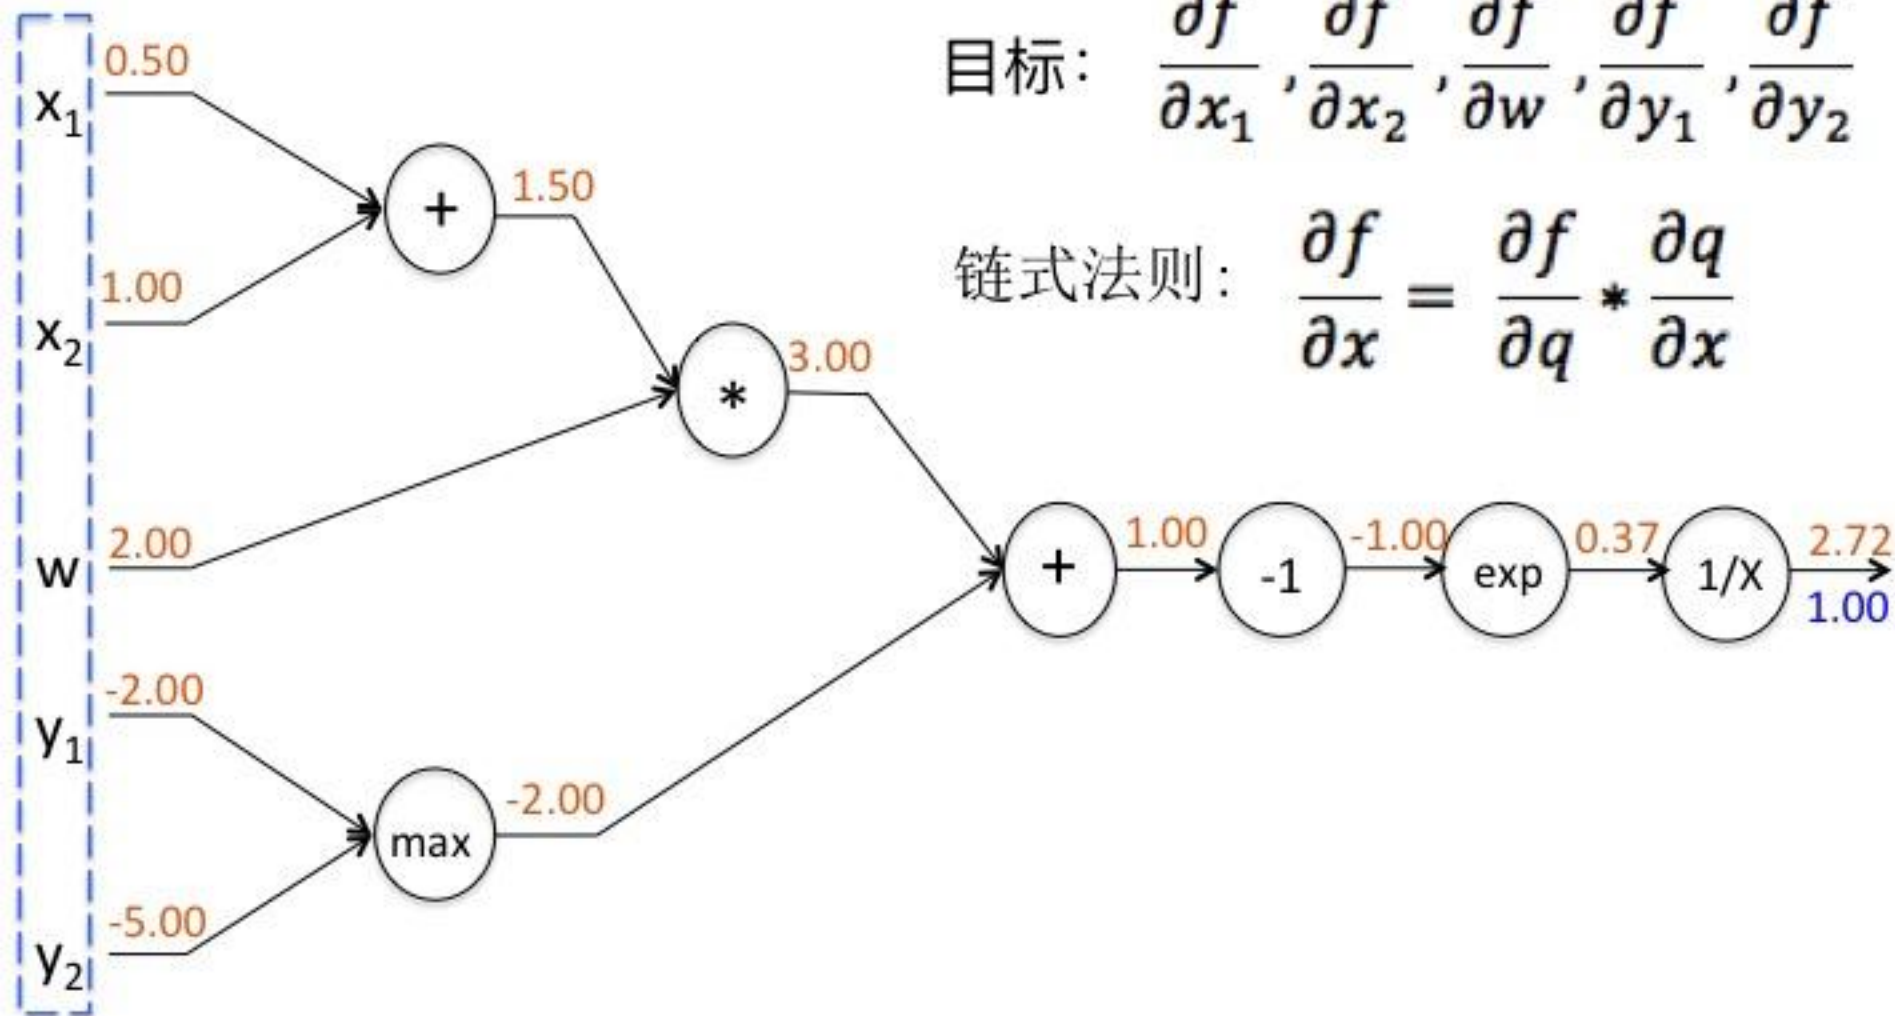 目标: ∂f/∂x₁ , ∂f/∂x₂ , ∂f/∂w , ∂f/∂y₁ , ∂f/∂y₂
链式法则: ∂f/∂x = ∂f/∂q * ∂q/∂x
x₁
0.50
x₂
1.00
+
1.50
w
2.00
*
3.00
y₁
-2.00
y₂
-5.00
max
-2.00
+
1.00
-1
-1.00
exp
0.37
1/X
2.72
1.00